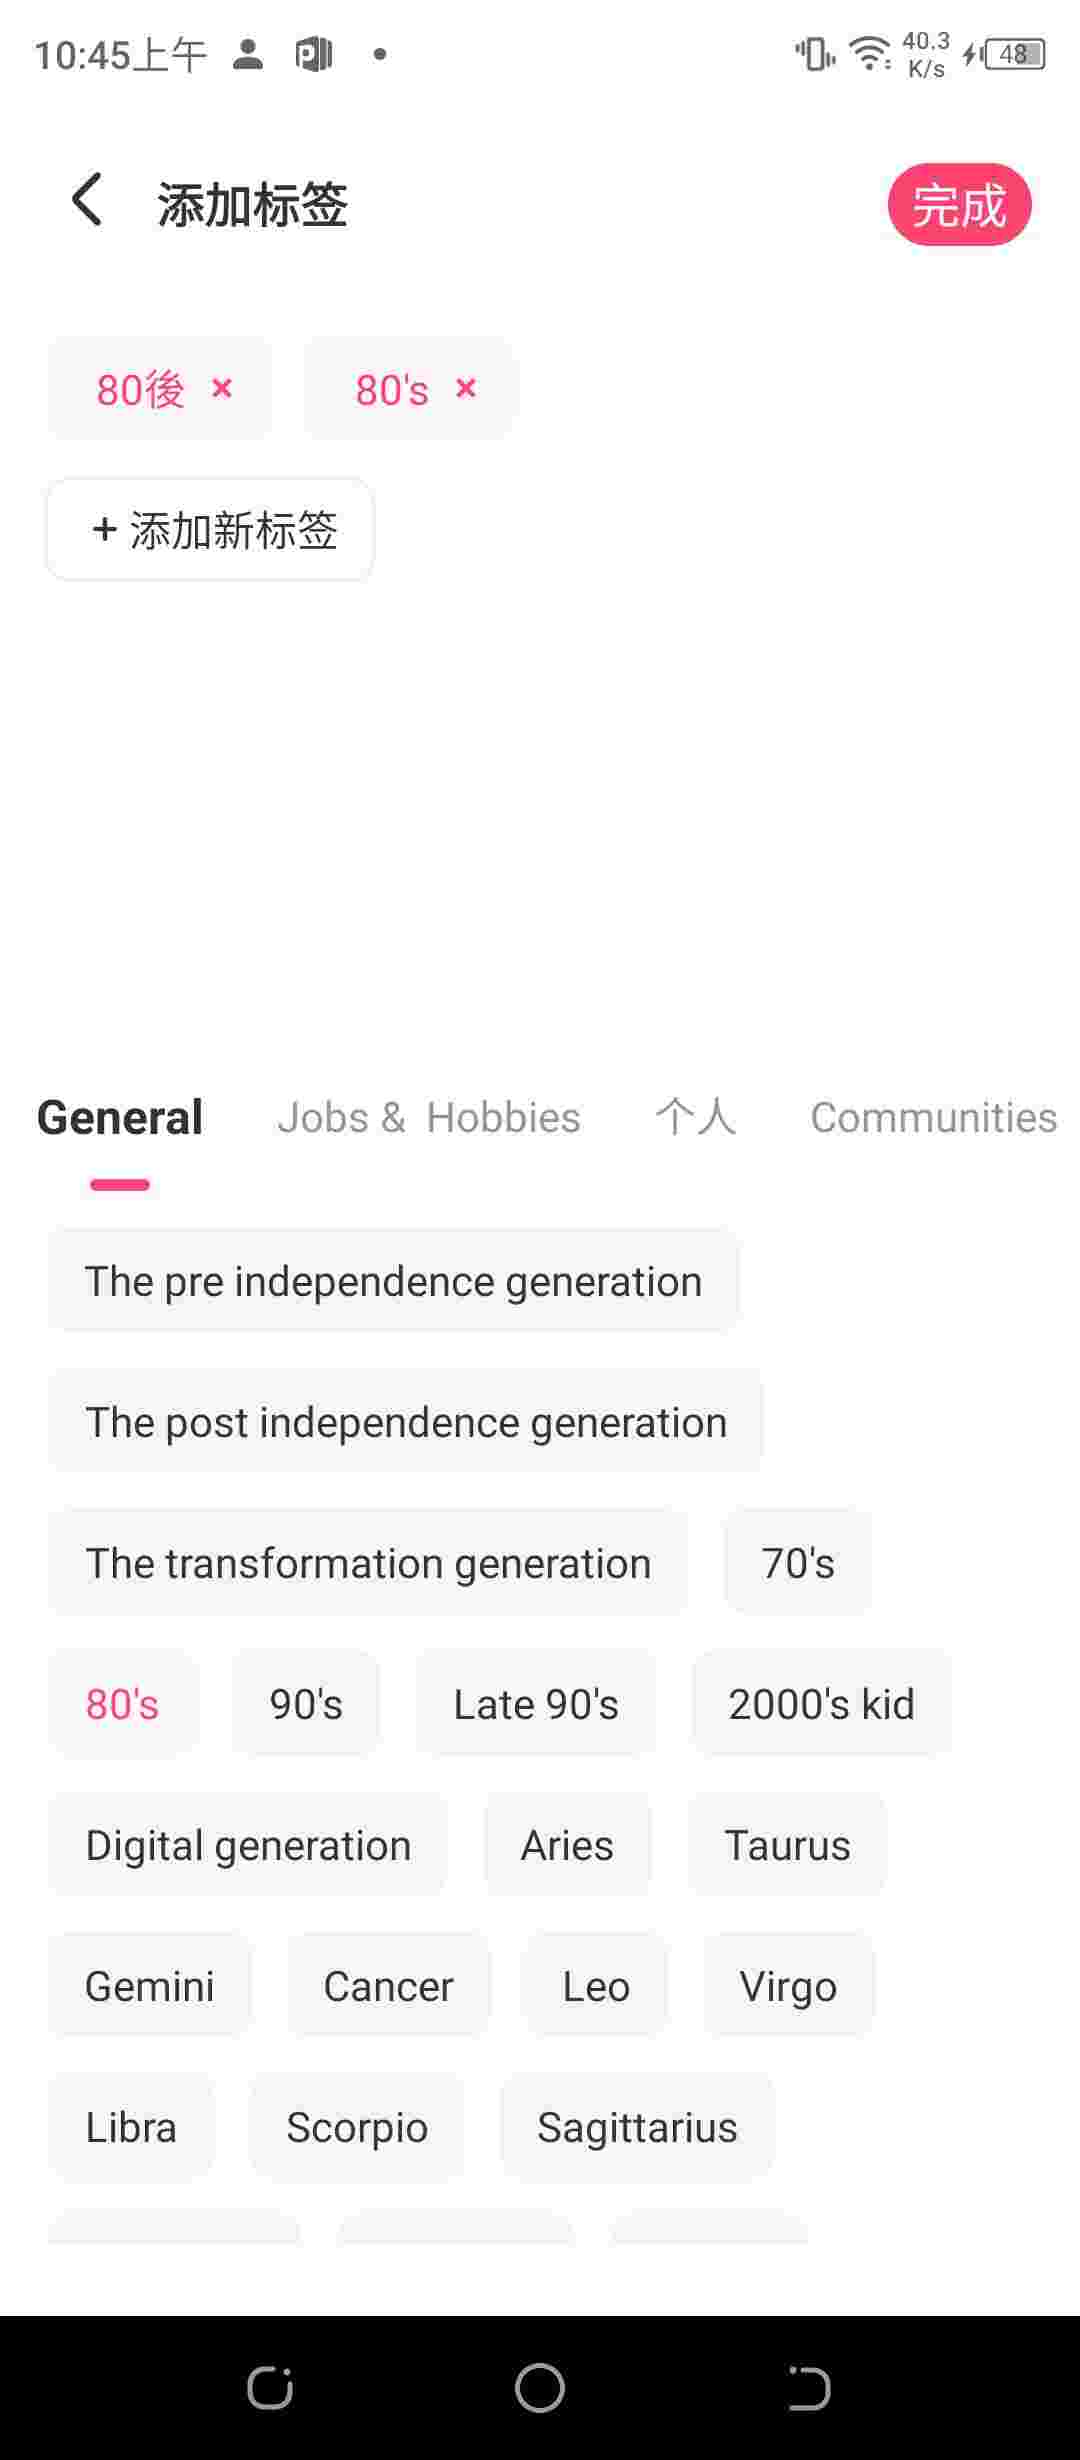 10:45上午 40.3 K/s 48
添加标签 完成
80後 × 80's ×
+ 添加新标签
General Jobs & Hobbies 个人 Communities
The pre independence generation
The post independence generation
The transformation generation 70's
80's 90's Late 90's 2000's kid
Digital generation Aries Taurus
Gemini Cancer Leo Virgo
Libra Scorpio Sagittarius